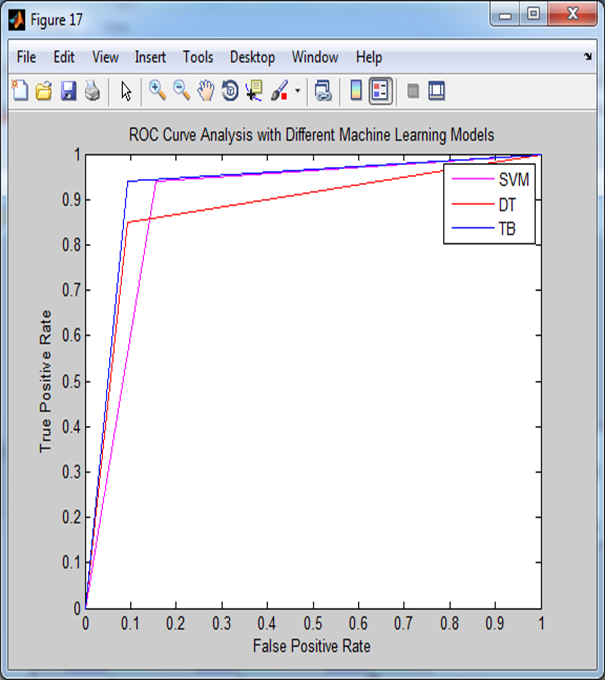 Figure 17
File Edit View Insert Tools Desktop Window Help
ROC Curve Analysis with Different Machine Learning Models
SVM
DT
TB
True Positive Rate
1
0.9
0.8
0.7
0.6
0.5
0.4
0.3
0.2
0.1
0
0 0.1 0.2 0.3 0.4 0.5 0.6 0.7 0.8 0.9 1
False Positive Rate